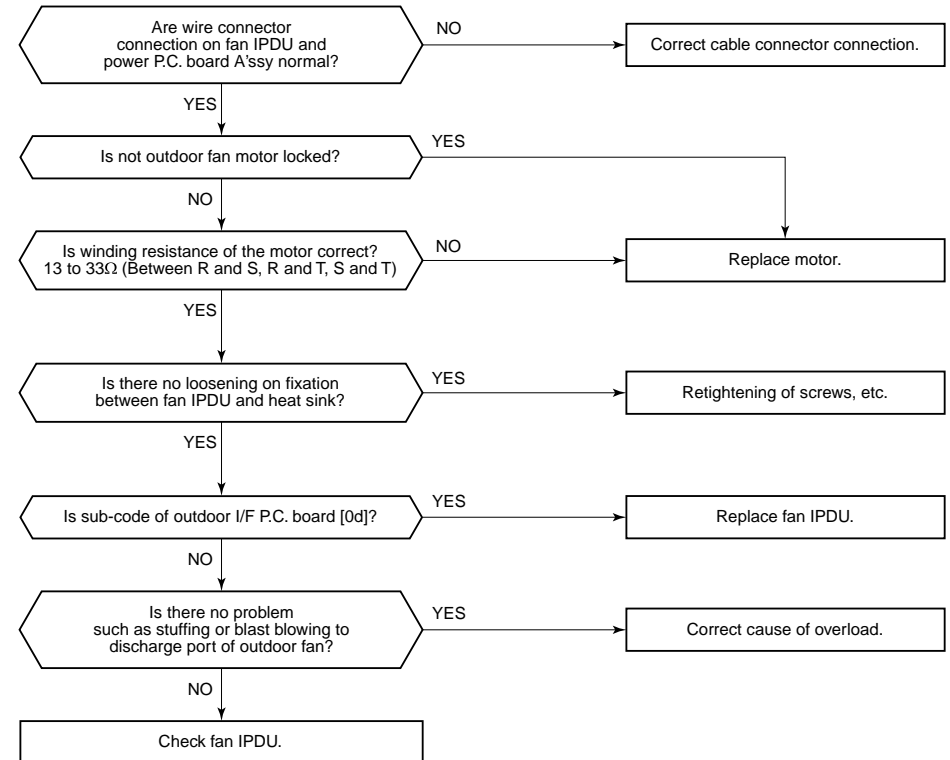 Are wire connector
connection on fan IPDU and
power P.C. board A'ssy normal?
NO
Correct cable connector connection.
YES
Is not outdoor fan motor locked?
YES
NO
Is winding resistance of the motor correct?
13 to 33Ω (Between R and S, R and T, S and T)
NO
Replace motor.
YES
Is there no loosening on fixation
between fan IPDU and heat sink?
YES
Retightening of screws, etc.
YES
Is sub-code of outdoor I/F P.C. board [0d]?
YES
Replace fan IPDU.
NO
Is there no problem
such as stuffing or blast blowing to
discharge port of outdoor fan?
YES
Correct cause of overload.
NO
Check fan IPDU.